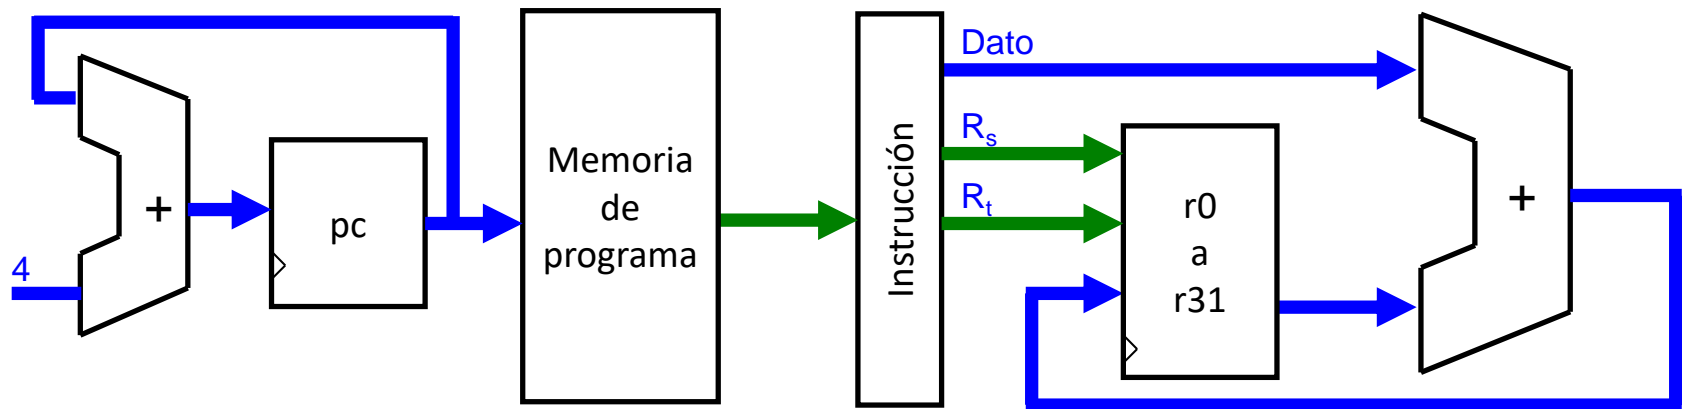 4
+
pc
Memoria
de
programa
Instrucción
Dato
Rs
Rt
r0
a
r31
+